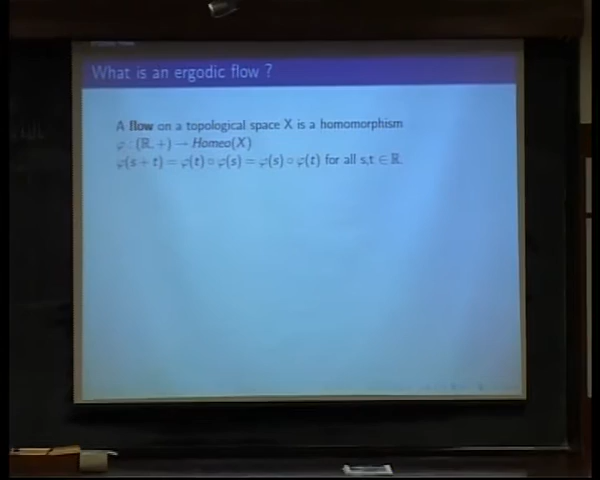 What is an ergodic flow ?
A flow on a topological space X is a homomorphism
φ : (ℝ, +) → Homeo(X)
φ(s + t) = φ(t) ∘ φ(s) = φ(s) ∘ φ(t) for all s,t ∈ ℝ.